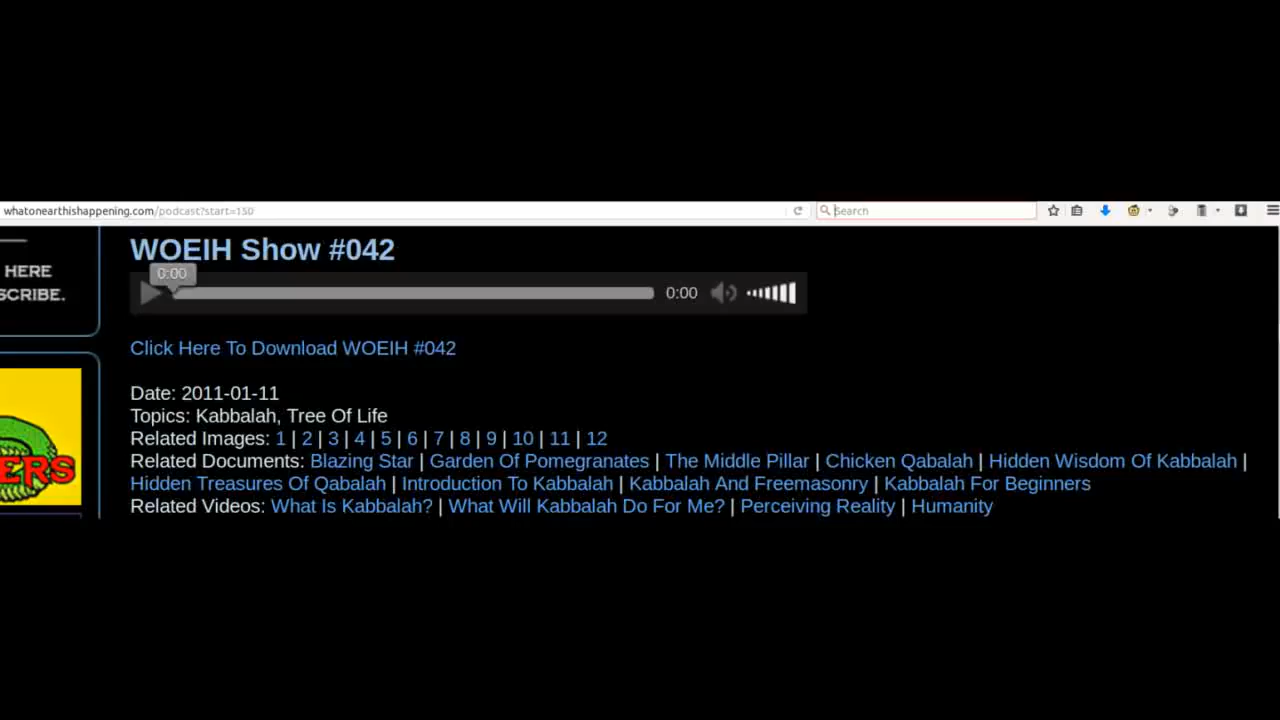 whatonearthishappening.com/podcast?start=150
Search
HERE
SCRIBE.
WOEIH Show #042
0:00
0:00
Click Here To Download WOEIH #042
Date: 2011-01-11
Topics: Kabbalah, Tree Of Life
Related Images: 1 | 2 | 3 | 4 | 5 | 6 | 7 | 8 | 9 | 10 | 11 | 12
Related Documents: Blazing Star | Garden Of Pomegranates | The Middle Pillar | Chicken Qabalah | Hidden Wisdom Of Kabbalah |
Hidden Treasures Of Qabalah | Introduction To Kabbalah | Kabbalah And Freemasonry | Kabbalah For Beginners
Related Videos: What Is Kabbalah? | What Will Kabbalah Do For Me? | Perceiving Reality | Humanity
ERS